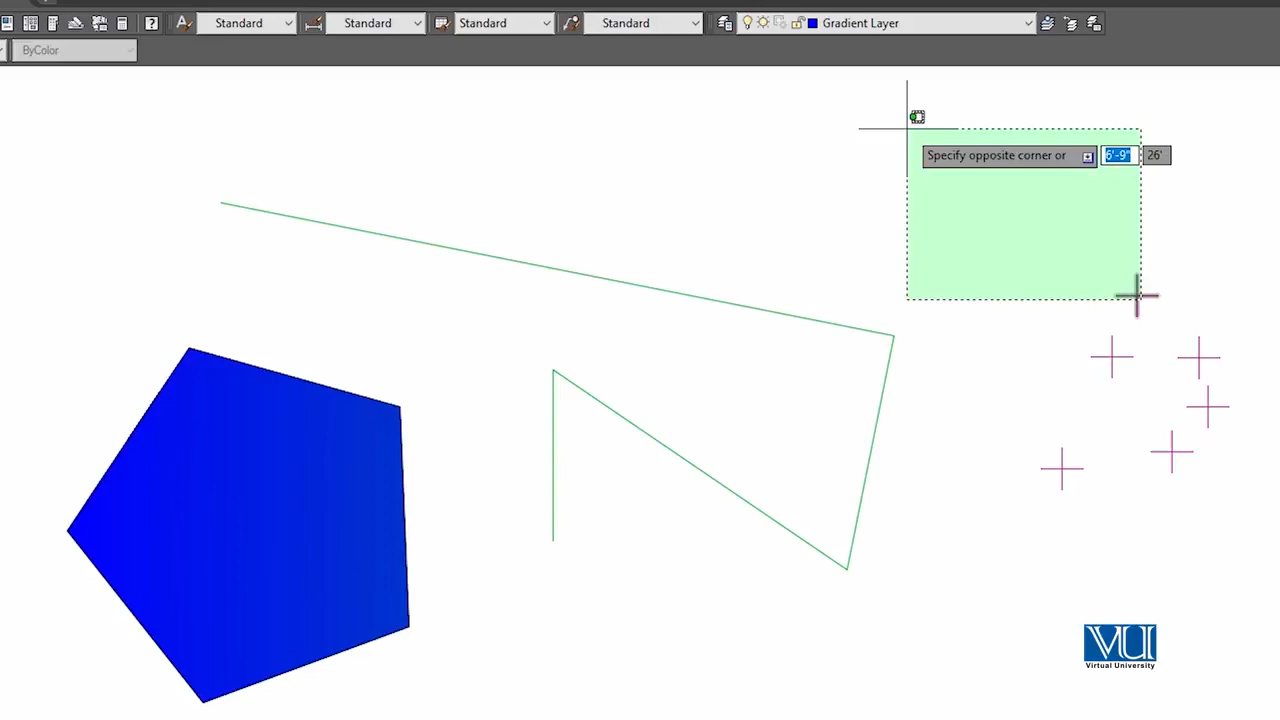 Standard Standard Standard Standard Gradient Layer
ByColor
Specify opposite corner or 6'-9" 26'
VU
Virtual University